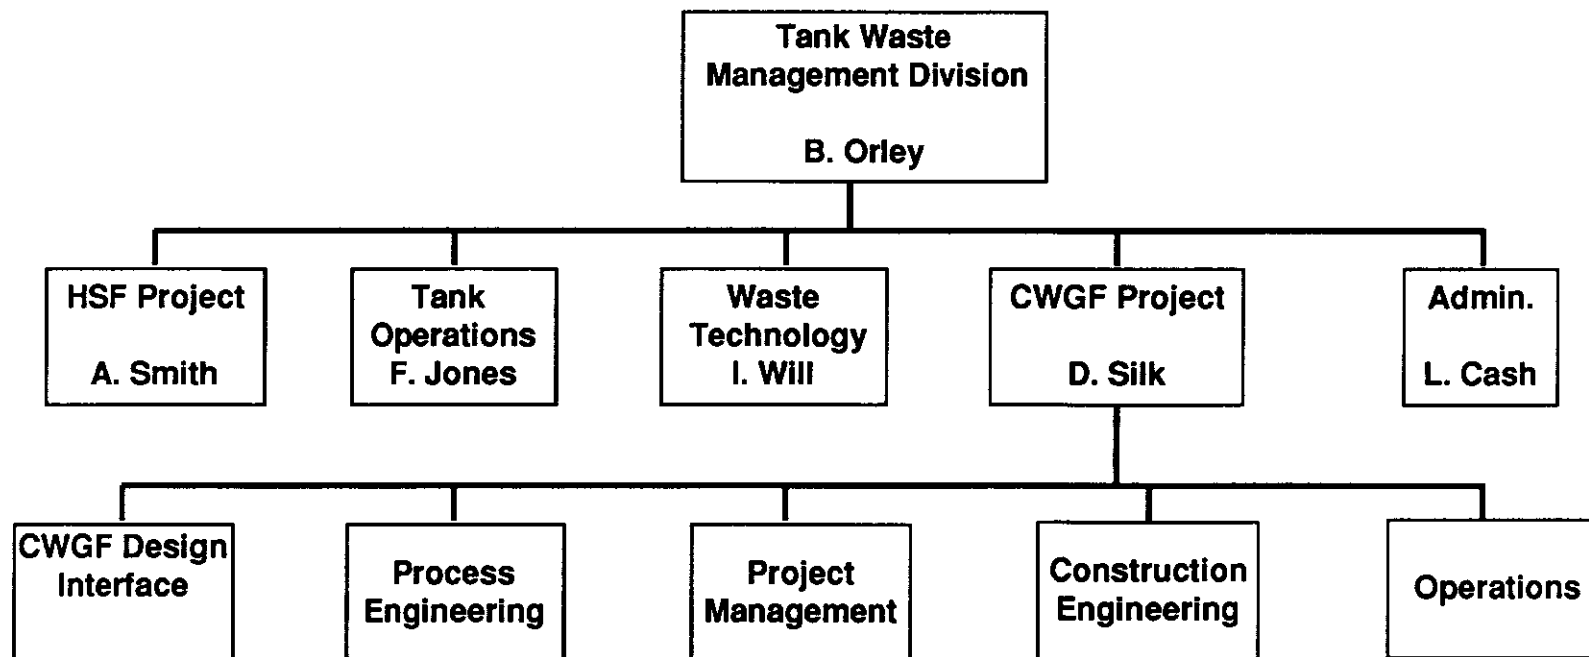 Tank Waste
Management Division
B. Orley
HSF Project
A. Smith
Tank
Operations
F. Jones
Waste
Technology
I. Will
CWGF Project
D. Silk
Admin.
L. Cash
CWGF Design
Interface
Process
Engineering
Project
Management
Construction
Engineering
Operations